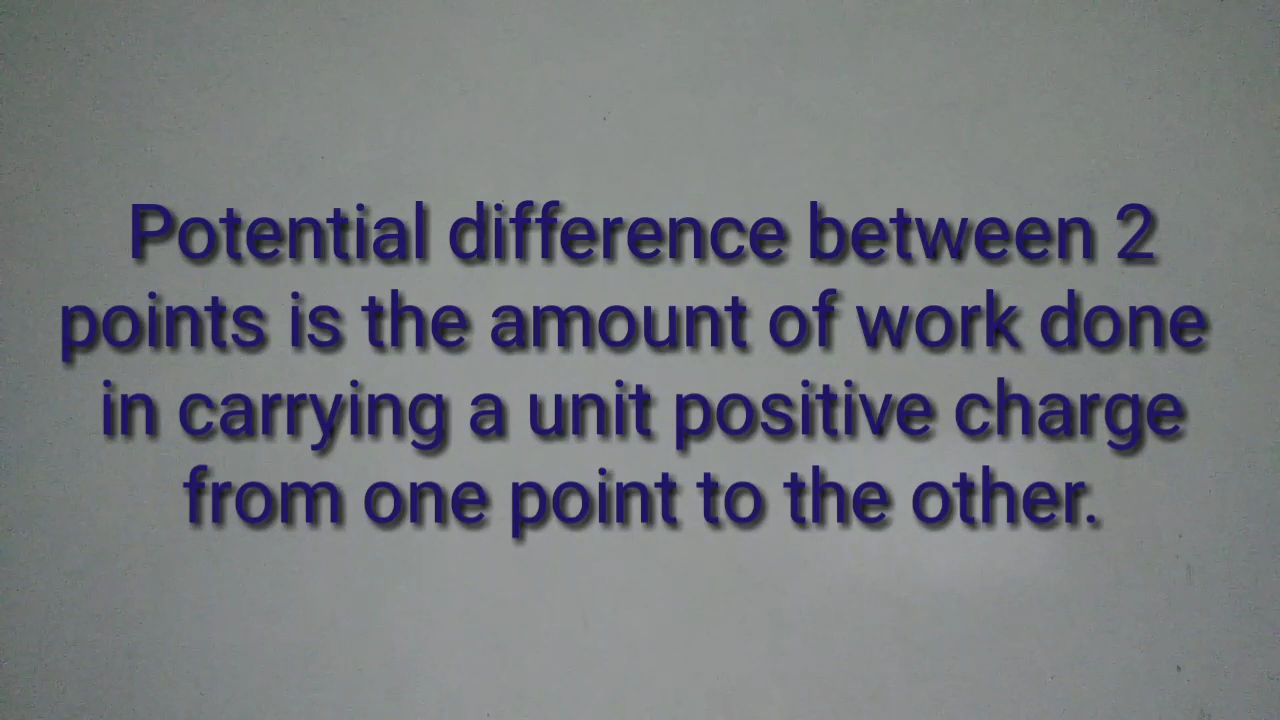 Potential difference between 2
points is the amount of work done
in carrying a unit positive charge
from one point to the other.